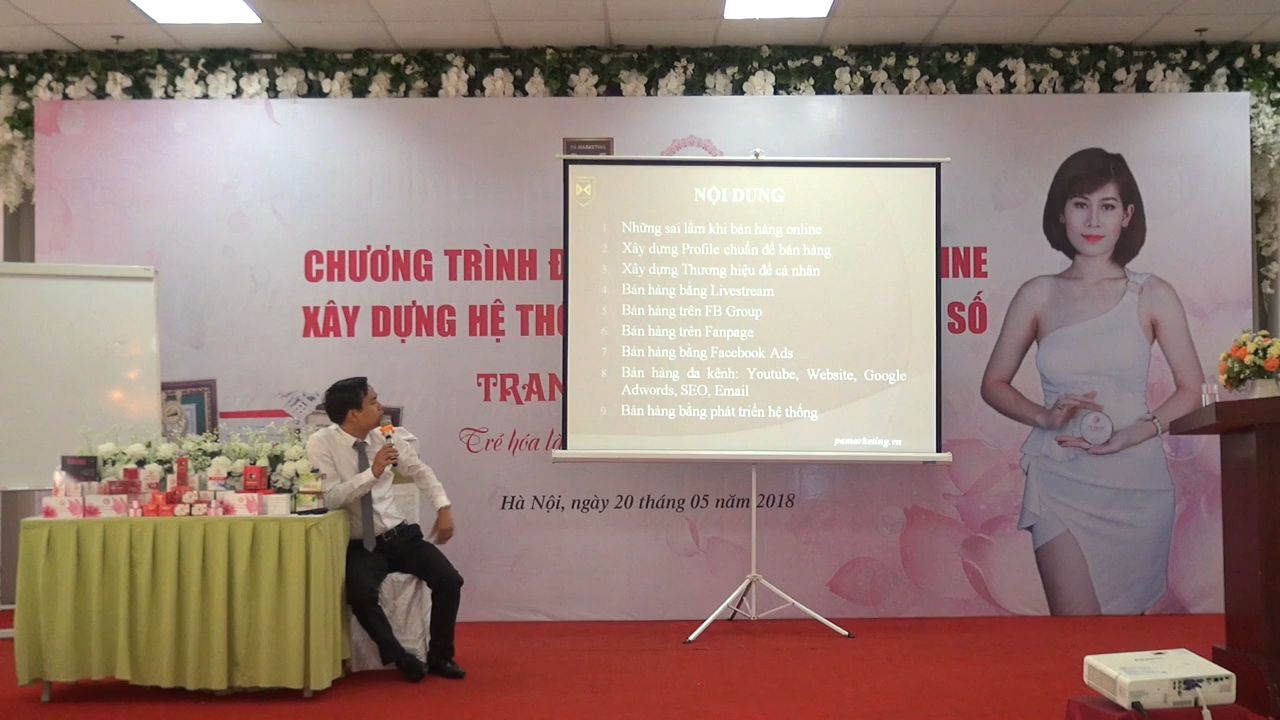 PA MARKETING
NỘI DUNG
1. Những sai lầm khi bán hàng online
2. Xây dựng Profile chuẩn để bán hàng
3. Xây dựng Thương hiệu để cá nhân
4. Bán hàng bằng Livestream
5. Bán hàng trên FB Group
6. Bán hàng trên Fanpage
7. Bán hàng bằng Facebook Ads
8. Bán hàng đa kênh: Youtube, Website, Google
Adwords, SEO, Email
9. Bán hàng bằng phát triển hệ thống
pamarketing.vn
CHƯƠNG TRÌNH Đ INE
XÂY DỰNG HỆ THỐ SỐ
TRAN
Trẻ hóa là
Hà Nội, ngày 20 tháng 05 năm 2018